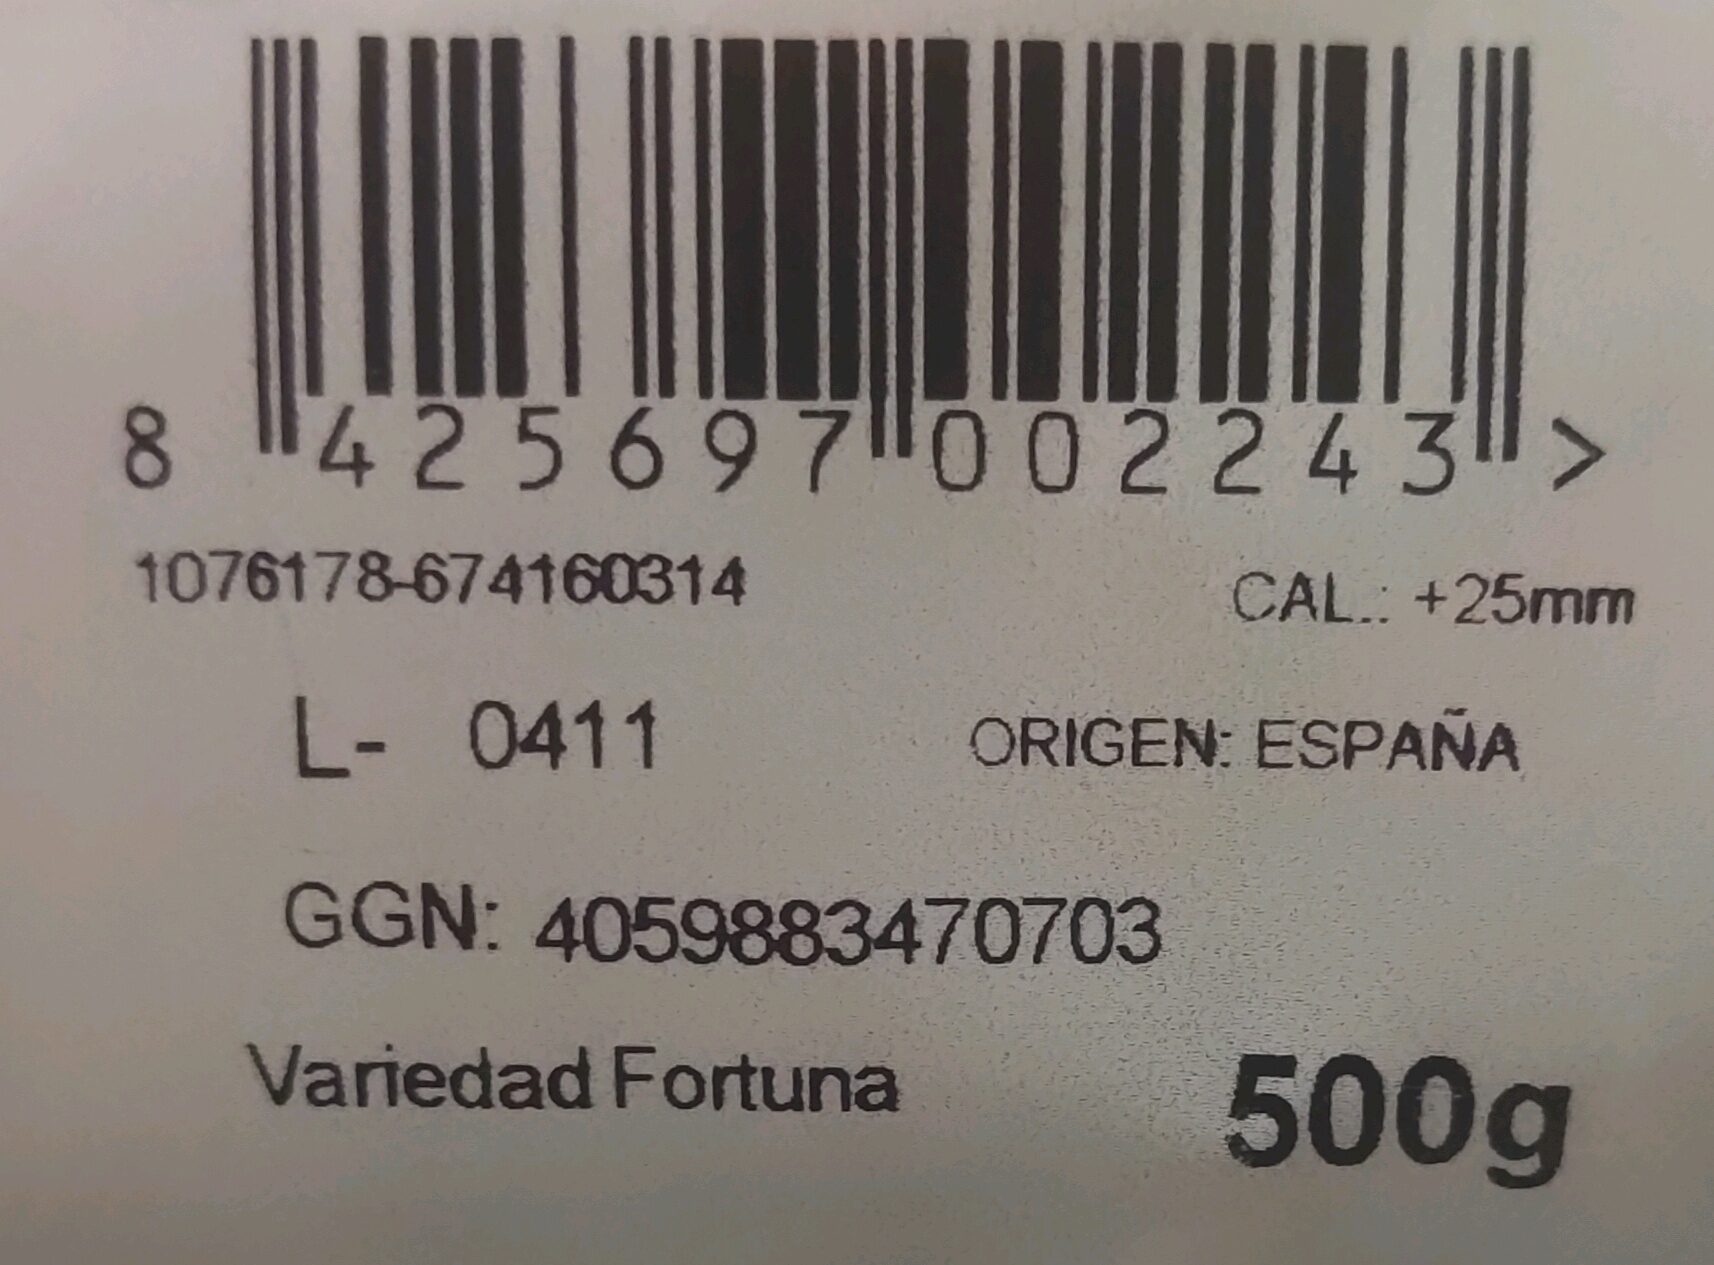 8 425697 002243 >
1076178-674160314
CAL.: +25mm
L- 0411
ORIGEN: ESPAÑA
GGN: 4059883470703
Variedad Fortuna
500g